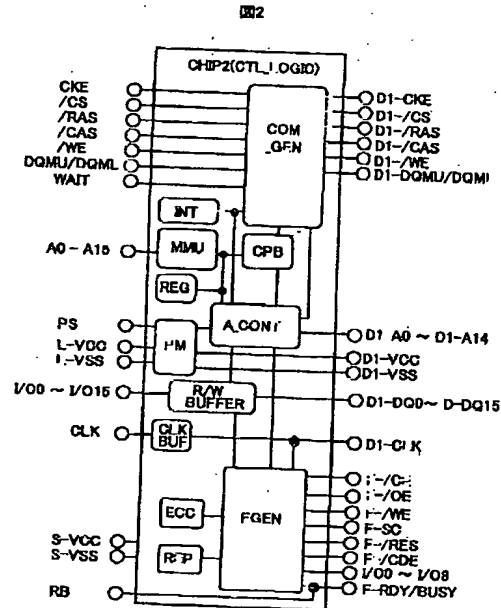 図2
CHIP2(CTL_LOGIC)
CKE
/CS
/RAS
/CAS
/WE
DQMU/DQML
WAIT
COM
_GEN
D1-CKE
D1-/CS
D1-/RAS
D1-/CAS
D1-/WE
D1-DQMU/DQML
INT
A0-A15
MMU
CPB
REG
A_CONT
D1-A0 ~ D1-A14
PS
L-VCC
L-VSS
PM
D1-VCC
D1-VSS
I/O0 ~ I/O15
R/W
BUFFER
D1-DQ0~ D-DQ15
CLK
CLK
BUF
D1-CLK
FGEN
F-/CE
F-/OE
F-/WE
F-SC
F-/RES
F-/CDE
I/O0 ~ I/O8
F-RDY/BUSY
ECC
REP
S-VCC
S-VSS
RB